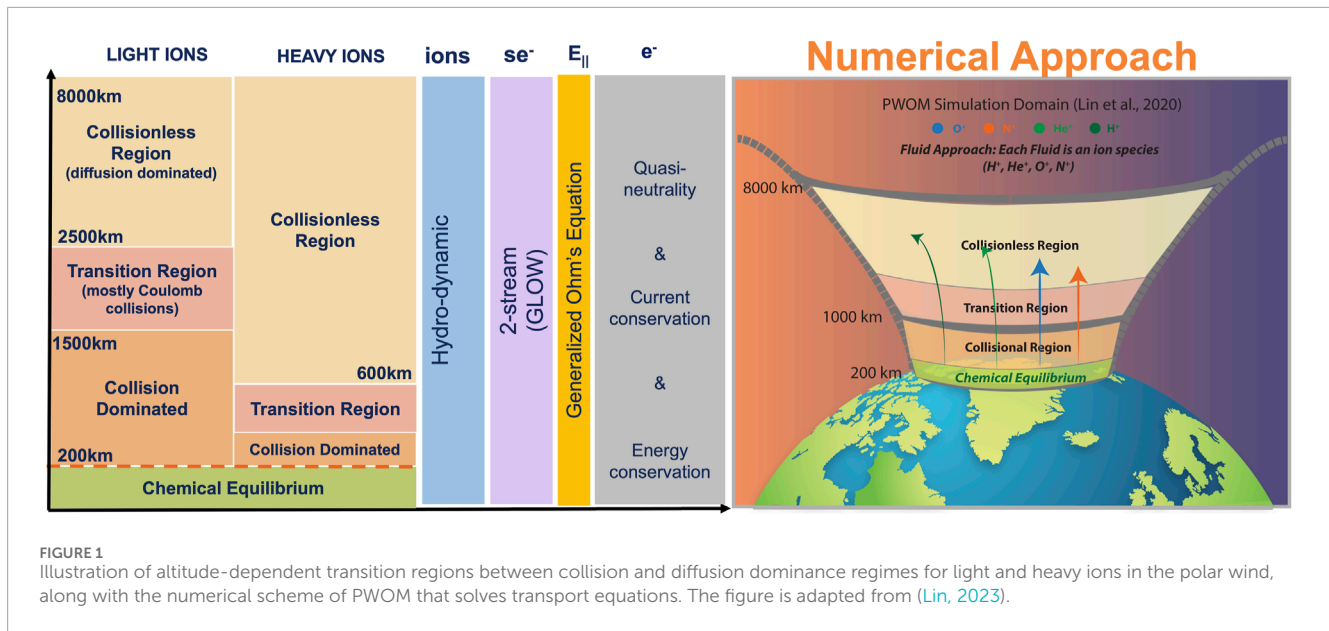 LIGHT IONS
HEAVY IONS
ions
se⁻
E||
e⁻
8000km
Collisionless
Region
(diffusion dominated)
2500km
Transition Region
(mostly Coulomb
collisions)
1500km
Collision
Dominated
200km
Collisionless
Region
600km
Transition Region
Collision Dominated
Chemical Equilibrium
Hydro-dynamic
2-stream
(GLOW)
Generalized Ohm's Equation
Quasi-
neutrality
&
Current
conservation
&
Energy
conservation
Numerical Approach
PWOM Simulation Domain (Lin et al., 2020)
O⁺ N⁺ He⁺ H⁺
Fluid Approach: Each Fluid is an ion species
(H⁺, He⁺, O⁺, N⁺)
8000 km
Collisionless Region
Transition Region
1000 km
Collisional Region
200 km
Chemical Equilibrium
FIGURE 1
Illustration of altitude-dependent transition regions between collision and diffusion dominance regimes for light and heavy ions in the polar wind,
along with the numerical scheme of PWOM that solves transport equations. The figure is adapted from (Lin, 2023).